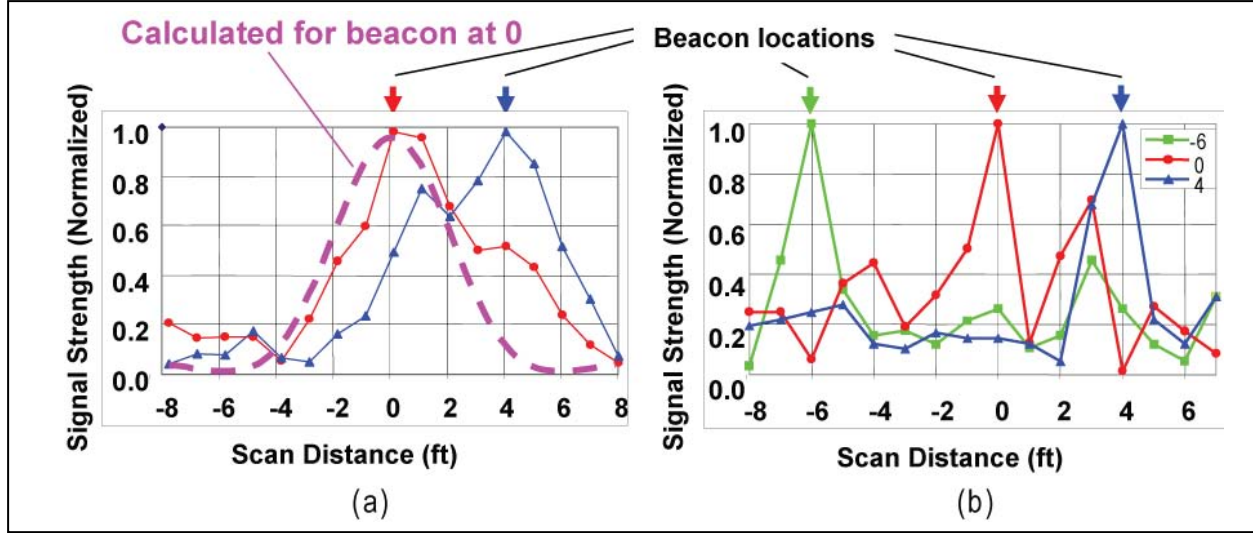 Calculated for beacon at 0
Beacon locations
Signal Strength (Normalized)
1.0
0.8
0.6
0.4
0.2
0.0
-8 -6 -4 -2 0 2 4 6 8
Scan Distance (ft)
(a)
Signal Strength (Normalized)
1.0
0.8
0.6
0.4
0.2
0.0
-8 -6 -4 -2 0 2 4 6
Scan Distance (ft)
-6
0
4
(b)